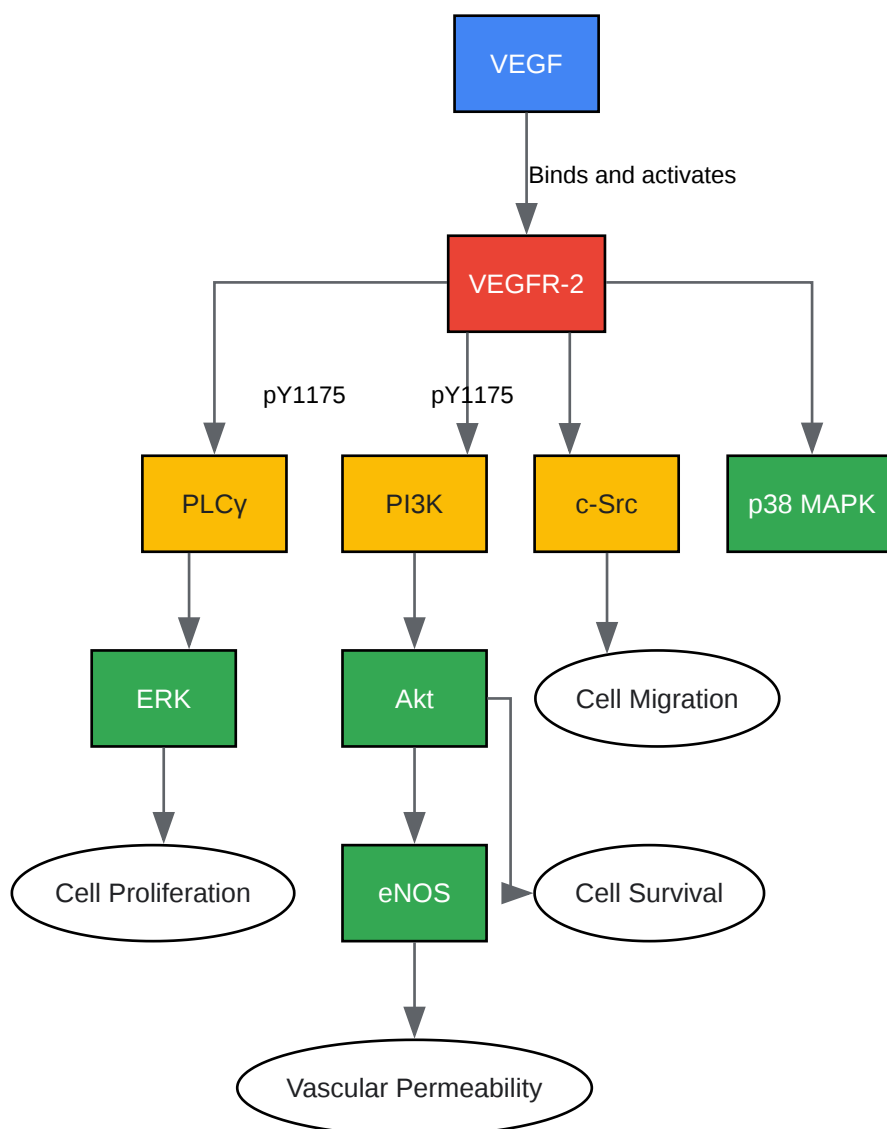 VEGF
Binds and activates
VEGFR-2
pY1175
pY1175
PLCγ
PI3K
c-Src
p38 MAPK
ERK
Akt
Cell Migration
Cell Proliferation
eNOS
Cell Survival
Vascular Permeability